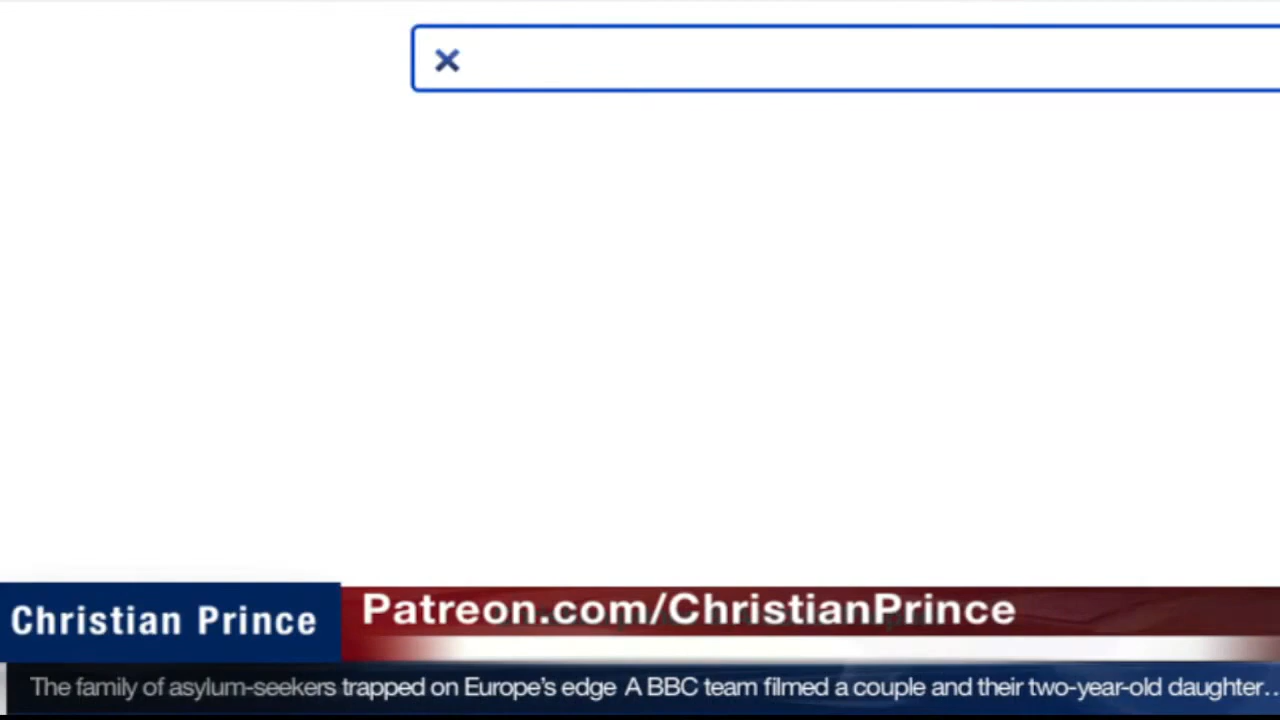 Christian Prince
Patreon.com/ChristianPrince
The family of asylum-seekers trapped on Europe's edge A BBC team filmed a couple and their two-year-old daughter…